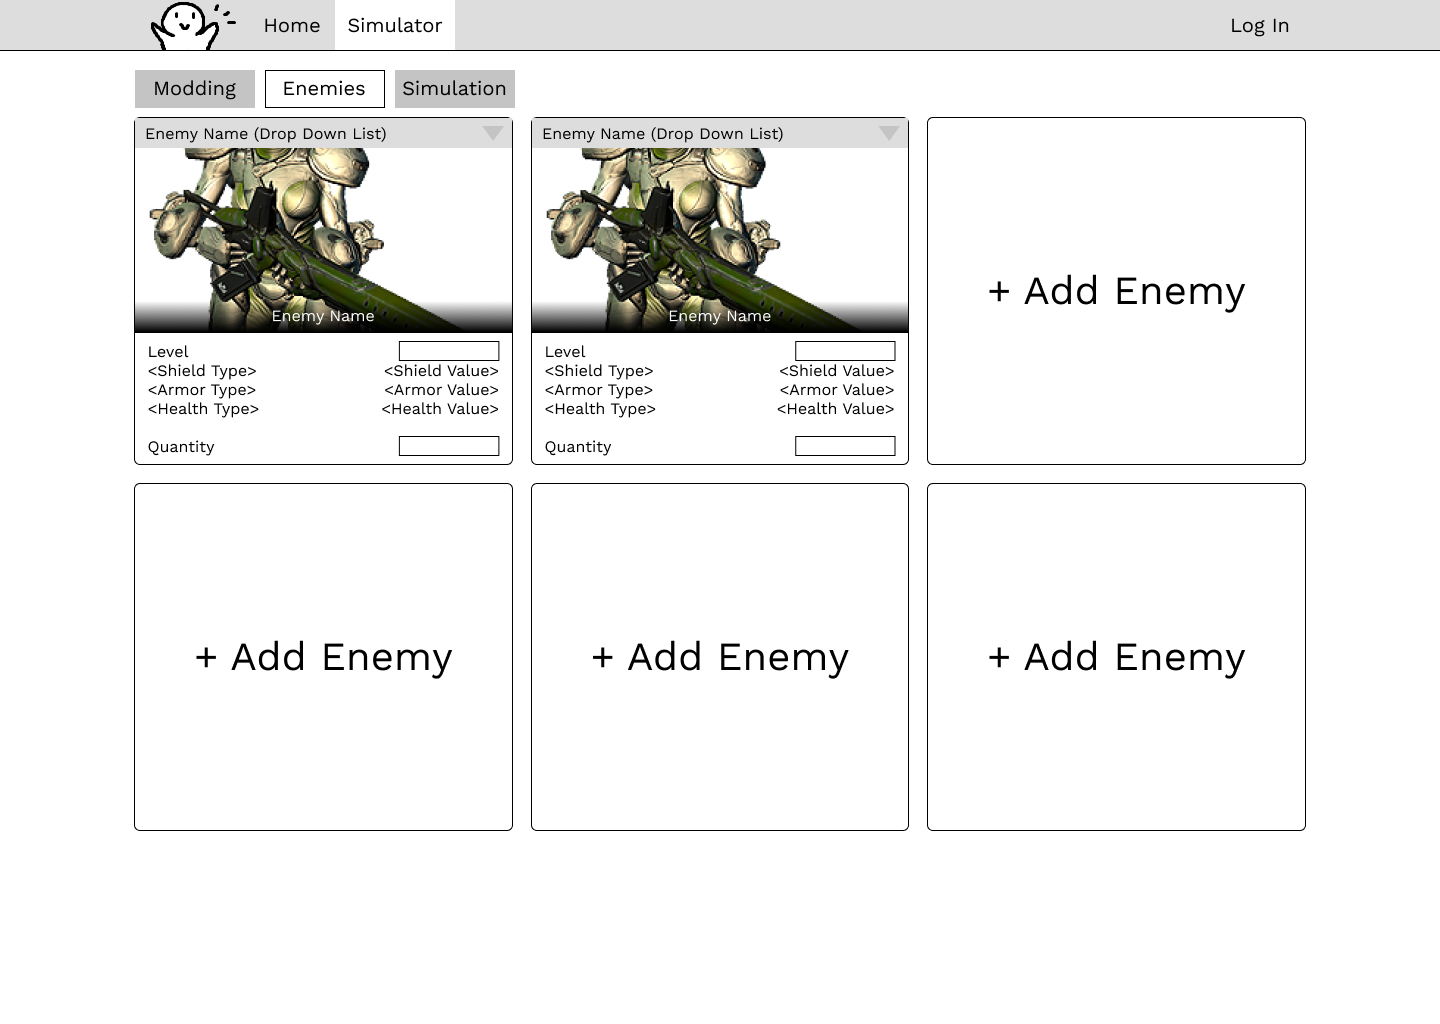 Home
Simulator
Log In
Modding
Enemies
Simulation
Enemy Name (Drop Down List)
Enemy Name
Level
<Shield Type> <Shield Value>
<Armor Type> <Armor Value>
<Health Type> <Health Value>
Quantity
Enemy Name (Drop Down List)
Enemy Name
Level
<Shield Type> <Shield Value>
<Armor Type> <Armor Value>
<Health Type> <Health Value>
Quantity
+ Add Enemy
+ Add Enemy
+ Add Enemy
+ Add Enemy